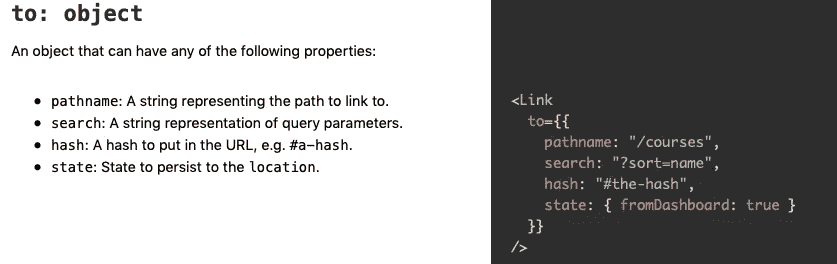 to: object
An object that can have any of the following properties:
• pathname: A string representing the path to link to.
• search: A string representation of query parameters.
• hash: A hash to put in the URL, e.g. #a-hash.
• state: State to persist to the location.
<Link
  to={{
    pathname: "/courses",
    search: "?sort=name",
    hash: "#the-hash",
    state: { fromDashboard: true }
  }}
/>